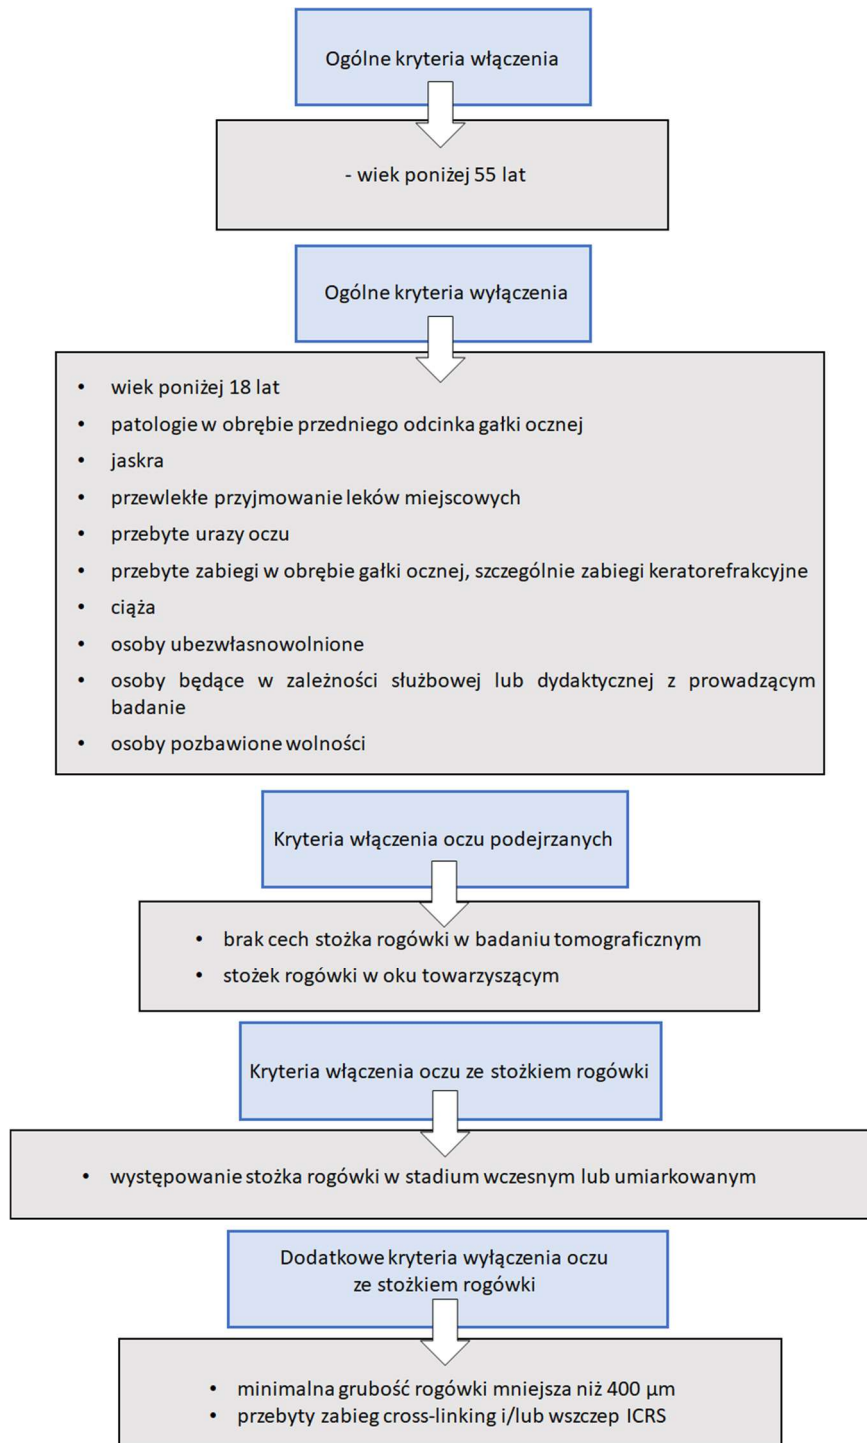 Ogólne kryteria włączenia
- wiek poniżej 55 lat
Ogólne kryteria wyłączenia
• wiek poniżej 18 lat
• patologie w obrębie przedniego odcinka gałki ocznej
• jaskra
• przewlekłe przyjmowanie leków miejscowych
• przebyte urazy oczu
• przebyte zabiegi w obrębie gałki ocznej, szczególnie zabiegi keratorefrakcyjne
• ciąża
• osoby ubezwłasnowolnione
• osoby będące w zależności służbowej lub dydaktycznej z prowadzącym
badanie
• osoby pozbawione wolności
Kryteria włączenia oczu podejrzanych
• brak cech stożka rogówki w badaniu tomograficznym
• stożek rogówki w oku towarzyszącym
Kryteria włączenia oczu ze stożkiem rogówki
• występowanie stożka rogówki w stadium wczesnym lub umiarkowanym
Dodatkowe kryteria wyłączenia oczu
ze stożkiem rogówki
• minimalna grubość rogówki mniejsza niż 400 µm
• przebyty zabieg cross-linking i/lub wszczep ICRS